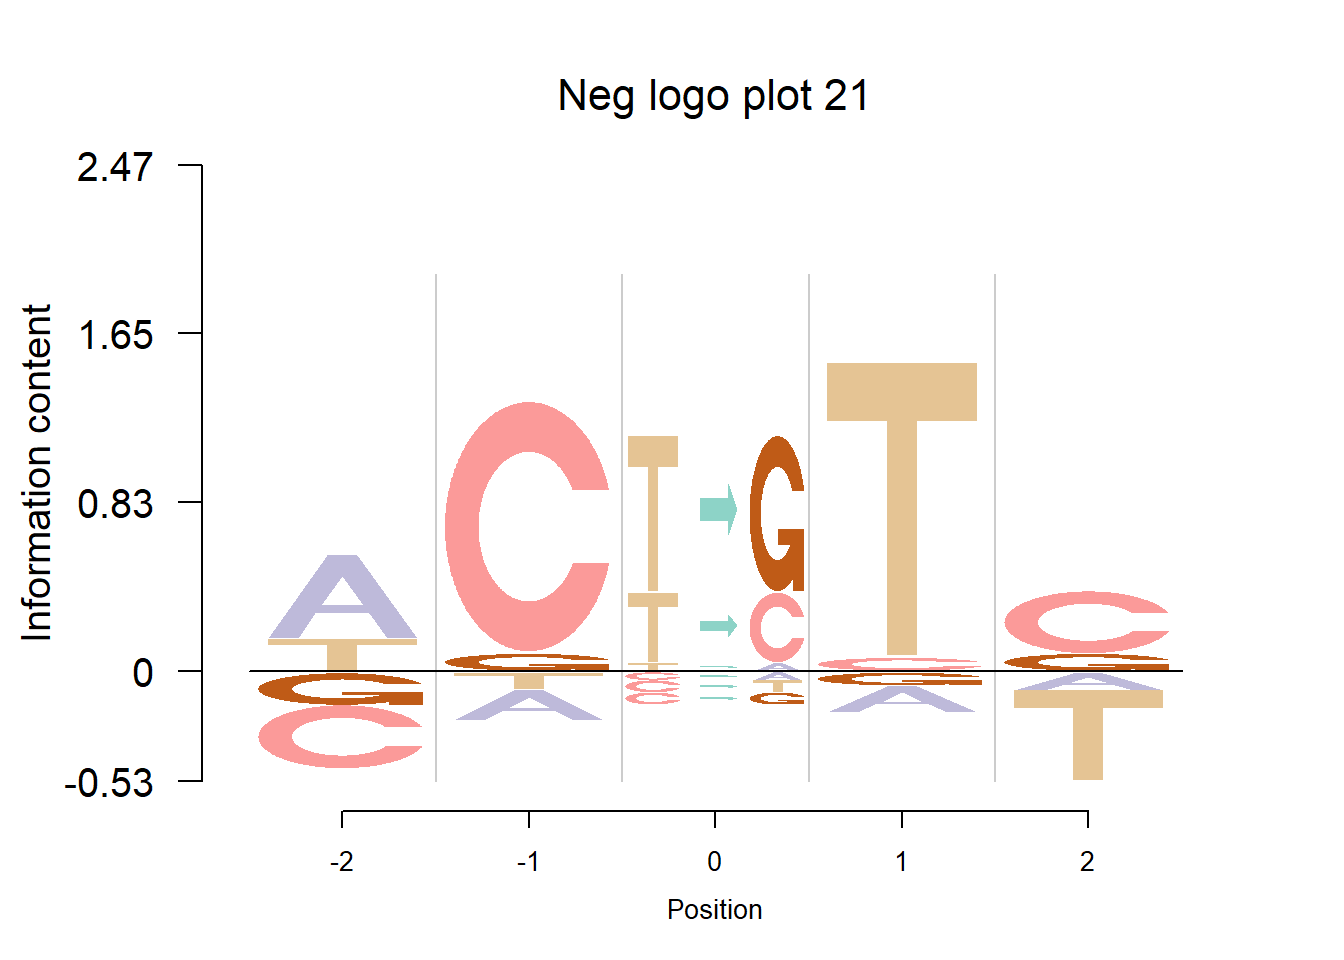 Neg logo plot 21
Information content
2.47
1.65
0.83
0
-0.53
A
T
G
C
C
G
T
A
T → G
T → C
T → A
C → A
C → T
C → G
T
C
G
A
C
G
A
T
-2 -1 0 1 2
Position